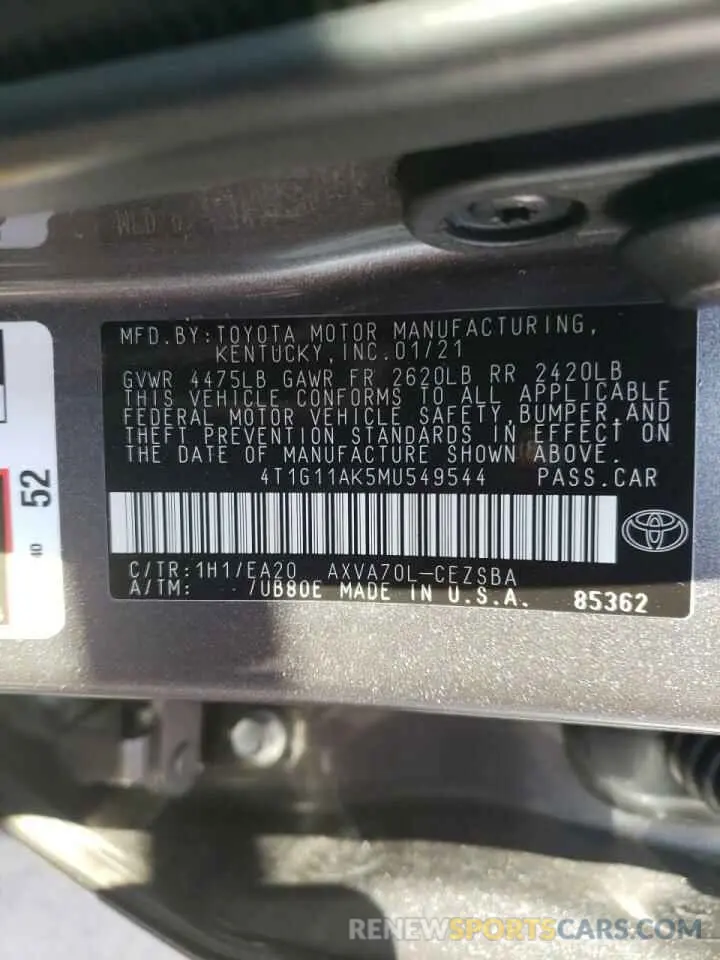 MFD.BY:TOYOTA MOTOR MANUFACTURING,
KENTUCKY,INC.01/21
GVWR 4475LB GAWR FR 2620LB RR 2420LB
THIS VEHICLE CONFORMS TO ALL APPLICABLE
FEDERAL MOTOR VEHICLE SAFETY,BUMPER,AND
THEFT PREVENTION STANDARDS IN EFFECT ON
THE DATE OF MANUFACTURE SHOWN ABOVE.
4T1G11AK5MU549544 PASS.CAR
C/TR:1H1/EA20 AXVA70L-CEZSBA
A/TM: /UB80E MADE IN U.S.A. 85362
52
40
RENEWSPORTSCARS.COM